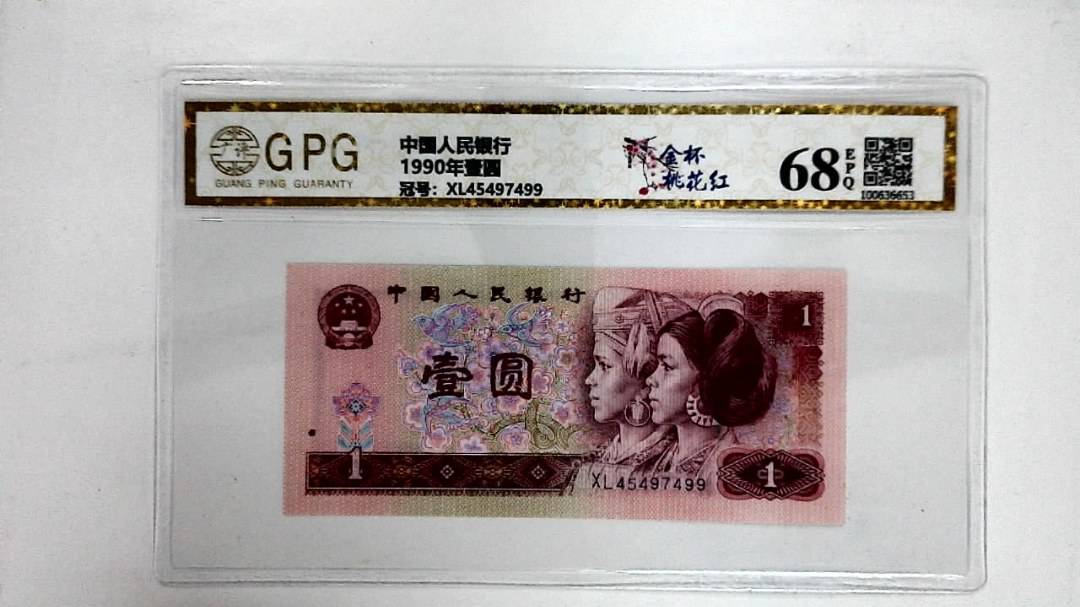 GPG
GUANG PING GUARANTY
中国人民银行
1990年壹圆
冠号：XL45497499
金杯
桃花红
68
EPQ
100636653
中国人民银行
1
壹圆
1
XL45497499
1